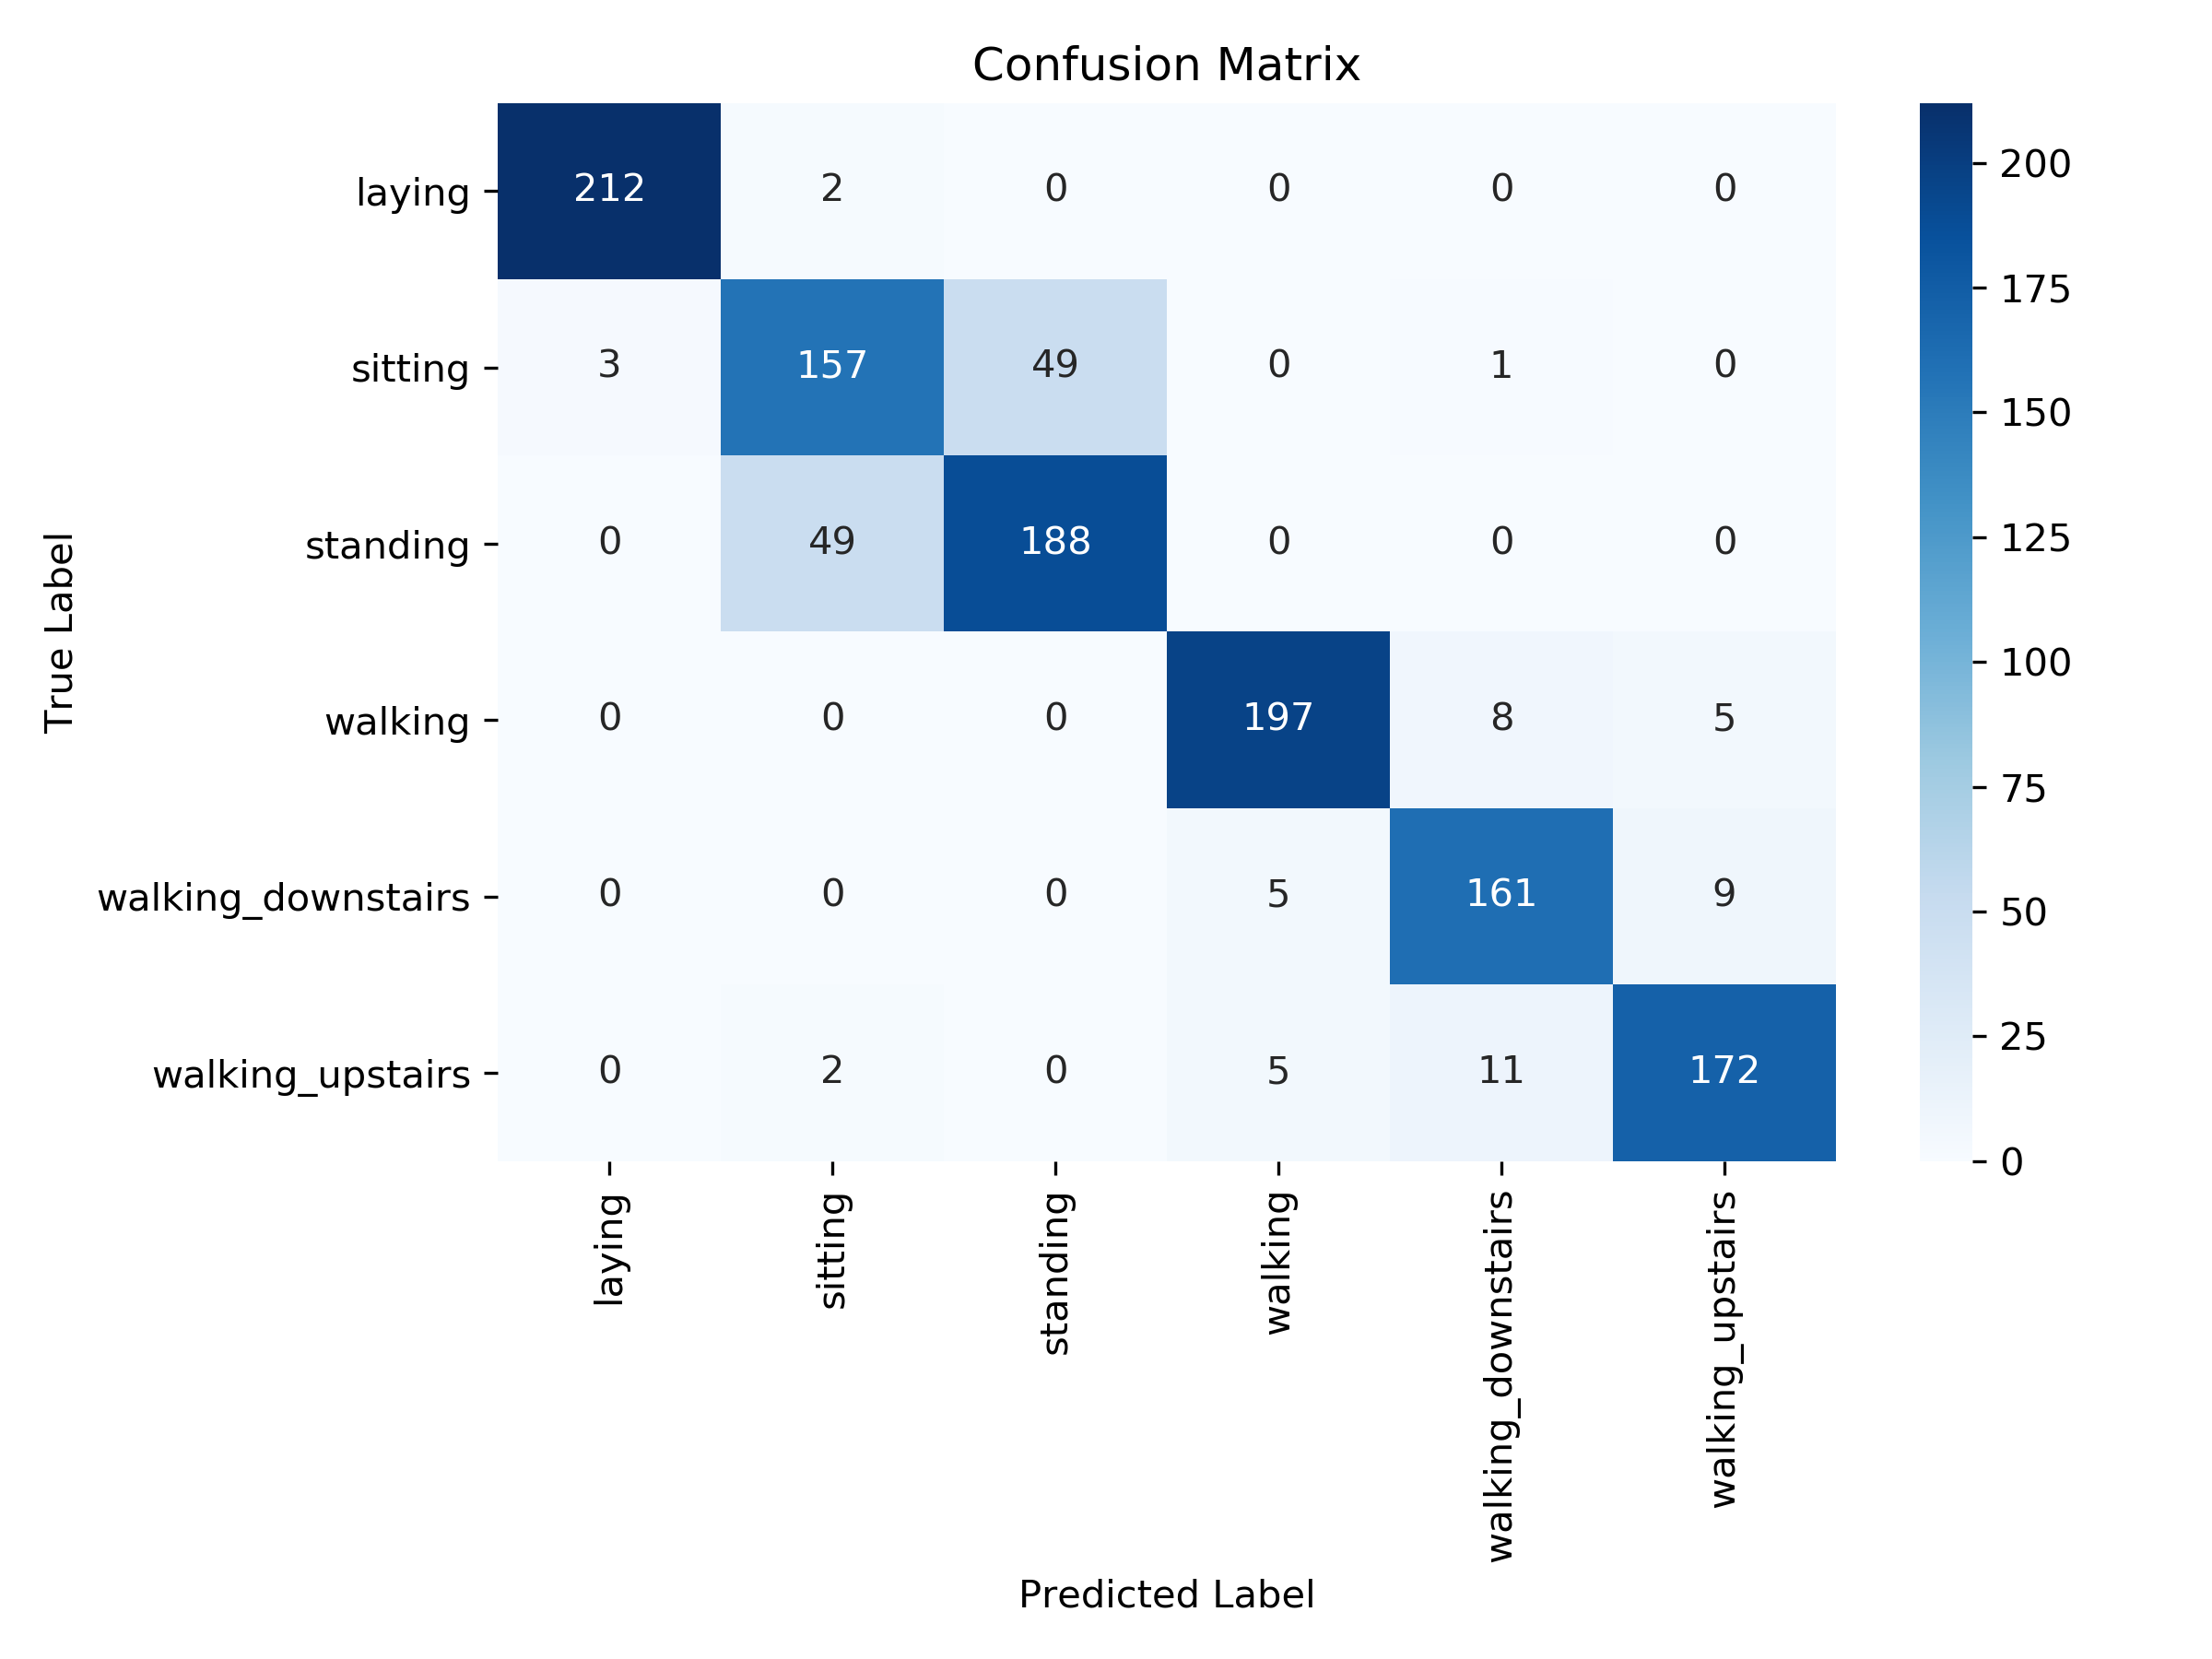 Confusion Matrix
laying 212 2 0 0 0 0
sitting 3 157 49 0 1 0
standing 0 49 188 0 0 0
walking 0 0 0 197 8 5
walking_downstairs 0 0 0 5 161 9
walking_upstairs 0 2 0 5 11 172
True Label
laying
sitting
standing
walking
walking_downstairs
walking_upstairs
Predicted Label
200
175
150
125
100
75
50
25
0